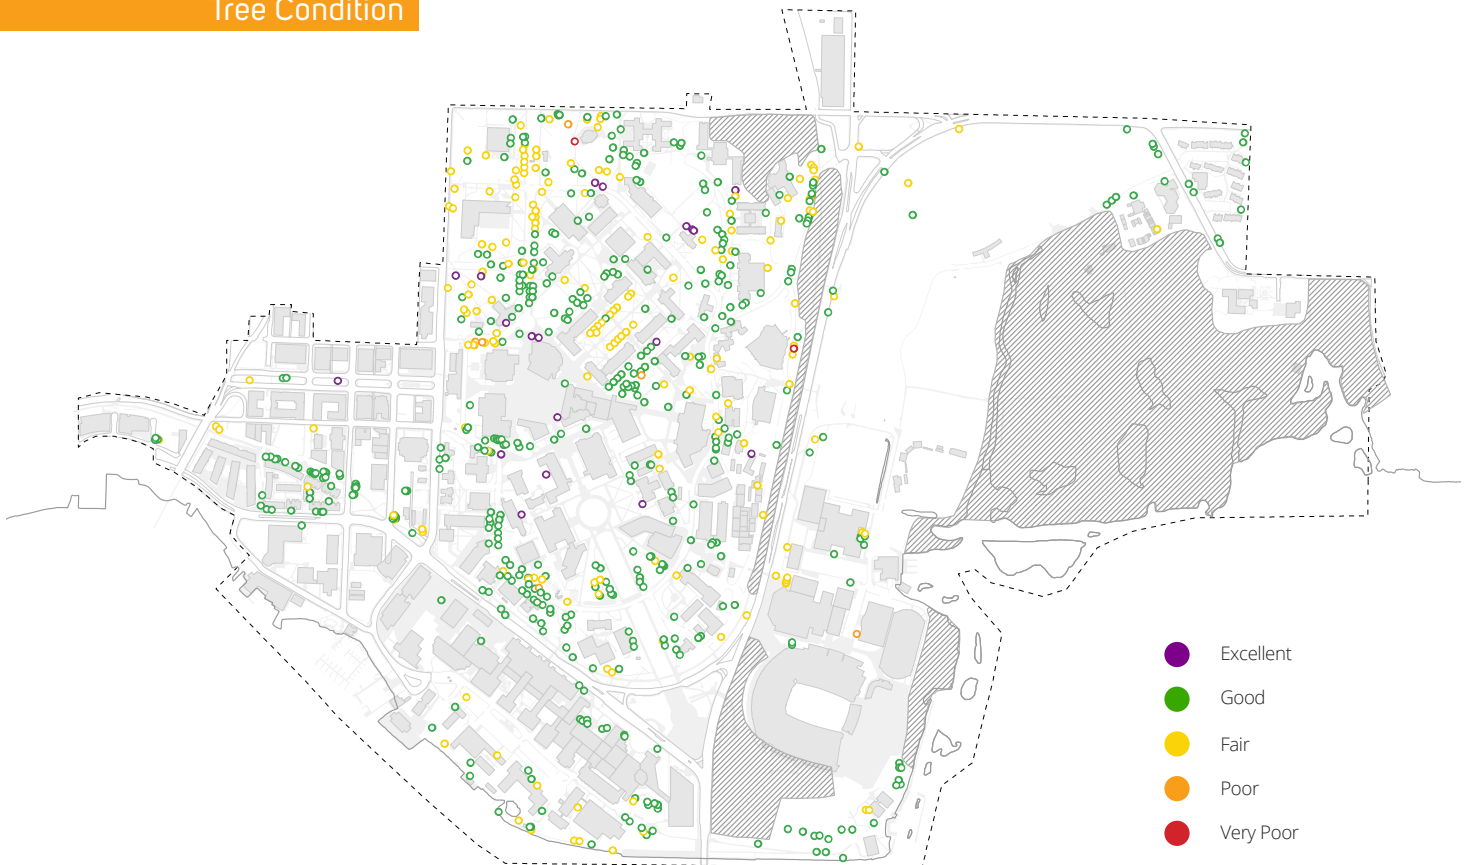 Tree Condition
Excellent
Good
Fair
Poor
Very Poor